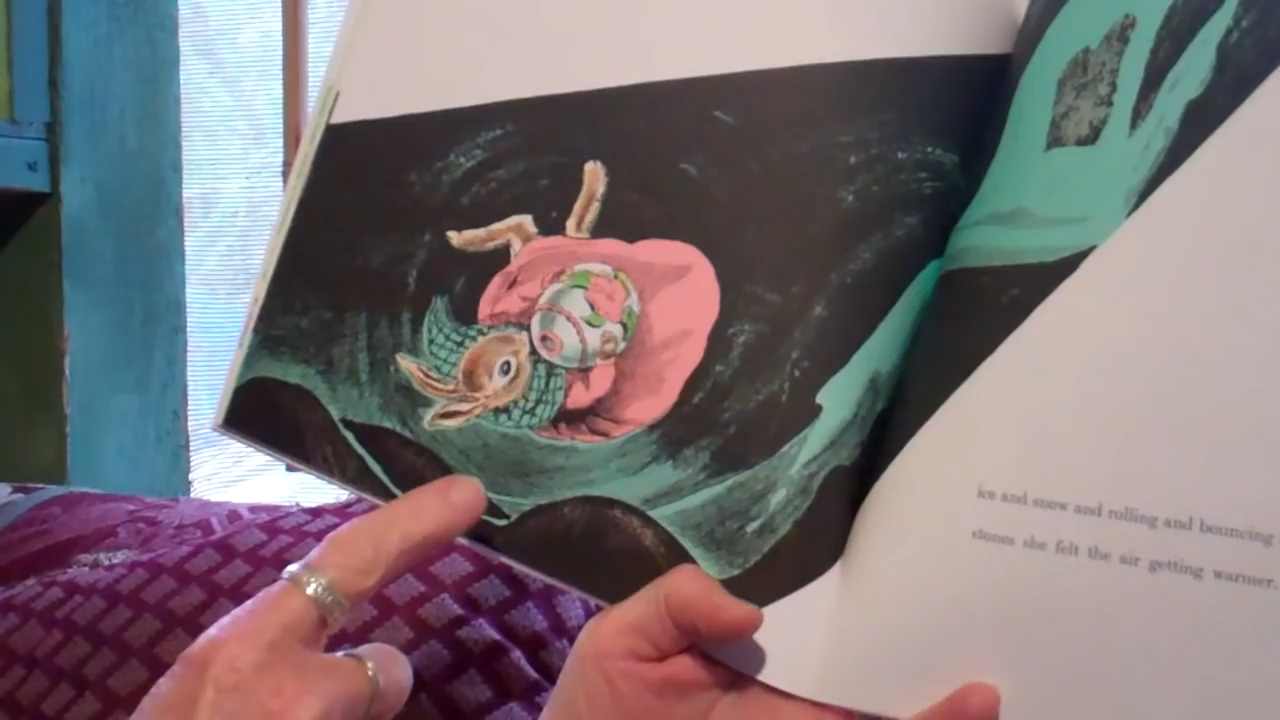 ice and snow and rolling and bouncing
stones she felt the air getting warmer.